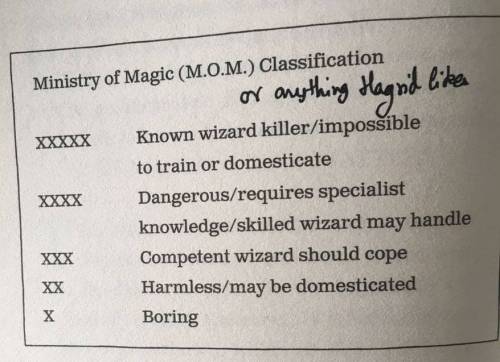 Ministry of Magic (M.O.M.) Classification
or anything Hagrid likes
XXXXX Known wizard killer/impossible
to train or domesticate
XXXX Dangerous/requires specialist
knowledge/skilled wizard may handle
XXX Competent wizard should cope
XX Harmless/may be domesticated
X Boring